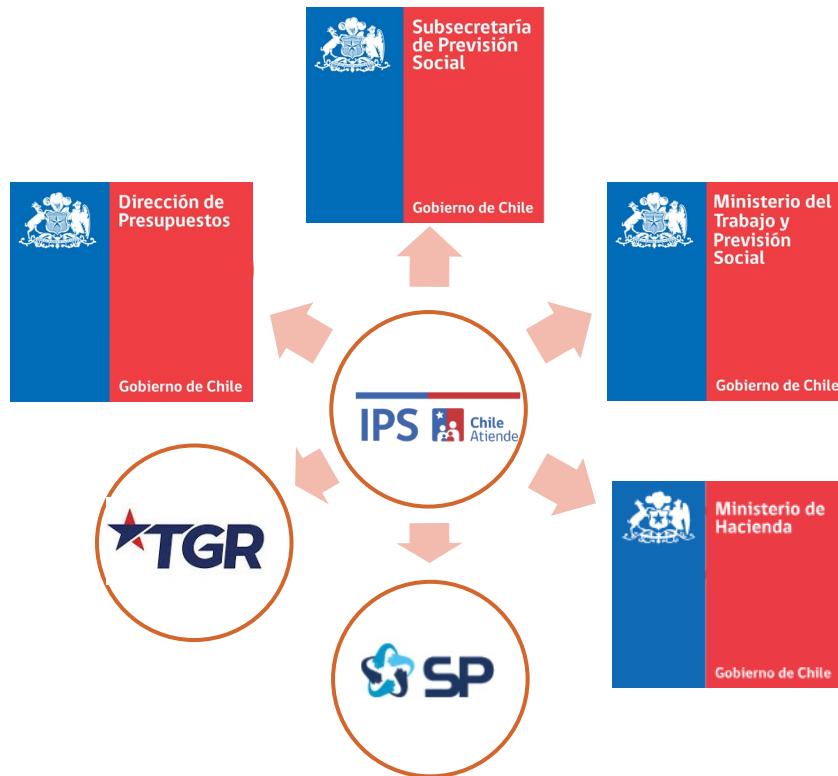 Subsecretaría
de Previsión
Social
Gobierno de Chile
Dirección de
Presupuestos
Gobierno de Chile
Ministerio del
Trabajo y
Previsión
Social
Gobierno de Chile
IPS
Chile
Atiende
TGR
Ministerio de
Hacienda
Gobierno de Chile
SP